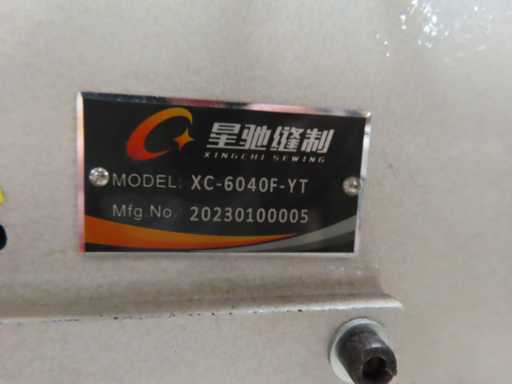 星驰缝制
XINGCHI SEWING
MODEL: XC-6040F-YT
Mfg.No 20230100005